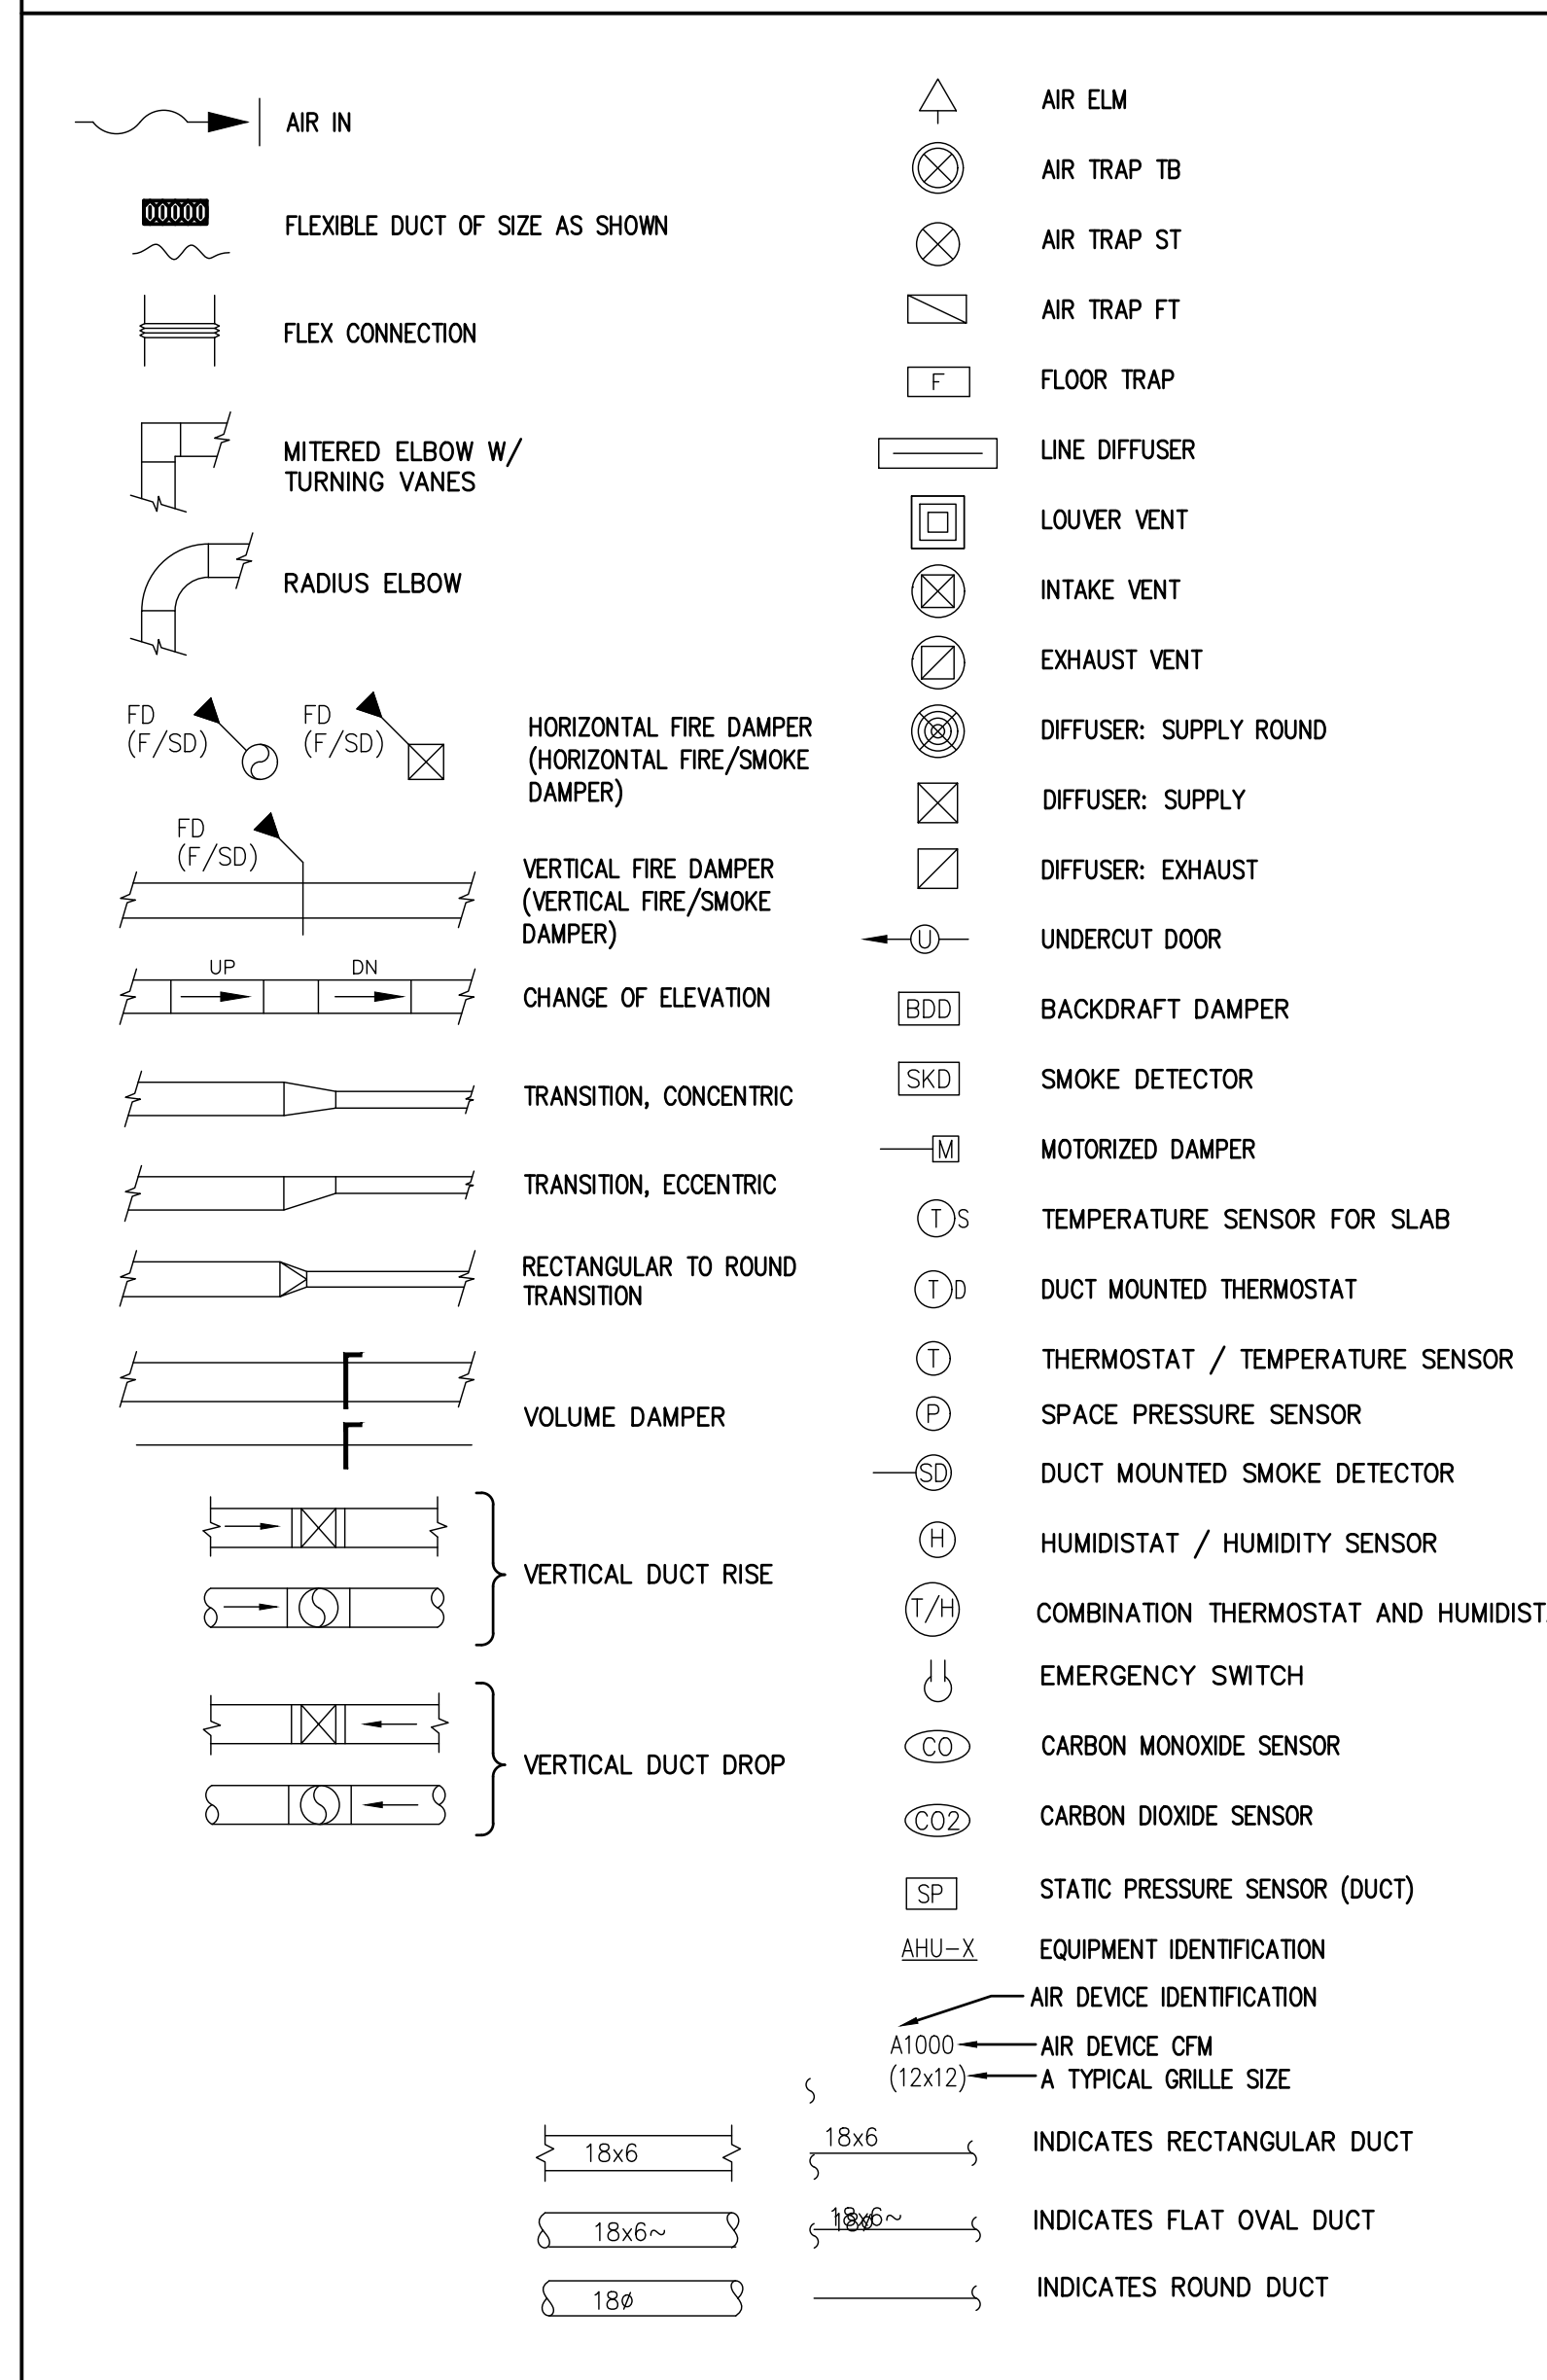 AIR IN
FLEXIBLE DUCT OF SIZE AS SHOWN
FLEX CONNECTION
MITERED ELBOW W/
TURNING VANES
RADIUS ELBOW
FD
(F/SD)
FD
(F/SD)
HORIZONTAL FIRE DAMPER
(HORIZONTAL FIRE/SMOKE
DAMPER)
FD
(F/SD)
VERTICAL FIRE DAMPER
(VERTICAL FIRE/SMOKE
DAMPER)
UP DN
CHANGE OF ELEVATION
TRANSITION, CONCENTRIC
TRANSITION, ECCENTRIC
RECTANGULAR TO ROUND
TRANSITION
VOLUME DAMPER
VERTICAL DUCT RISE
VERTICAL DUCT DROP
AIR ELM
AIR TRAP TB
AIR TRAP ST
AIR TRAP FT
F FLOOR TRAP
LINE DIFFUSER
LOUVER VENT
INTAKE VENT
EXHAUST VENT
DIFFUSER: SUPPLY ROUND
DIFFUSER: SUPPLY
DIFFUSER: EXHAUST
U UNDERCUT DOOR
BDD BACKDRAFT DAMPER
SKD SMOKE DETECTOR
M MOTORIZED DAMPER
T S TEMPERATURE SENSOR FOR SLAB
T D DUCT MOUNTED THERMOSTAT
T THERMOSTAT / TEMPERATURE SENSOR
P SPACE PRESSURE SENSOR
SD DUCT MOUNTED SMOKE DETECTOR
H HUMIDISTAT / HUMIDITY SENSOR
T/H COMBINATION THERMOSTAT AND HUMIDIST
EMERGENCY SWITCH
CO CARBON MONOXIDE SENSOR
CO2 CARBON DIOXIDE SENSOR
SP STATIC PRESSURE SENSOR (DUCT)
AHU-X EQUIPMENT IDENTIFICATION
AIR DEVICE IDENTIFICATION
A1000 AIR DEVICE CFM
(12x12) A TYPICAL GRILLE SIZE
18x6 18x6 INDICATES RECTANGULAR DUCT
18x6~ 18x6~ 18ø INDICATES FLAT OVAL DUCT
18ø INDICATES ROUND DUCT